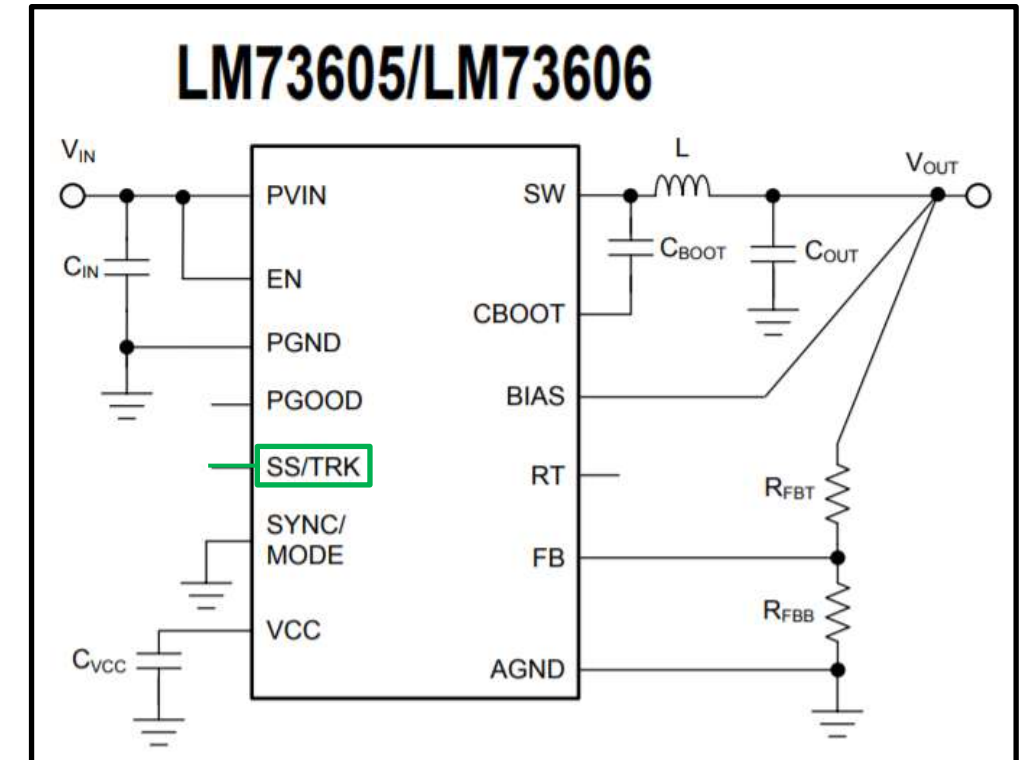 LM73605/LM73606
VIN
L
VOUT
PVIN
SW
CIN
CBOOT
COUT
EN
CBOOT
PGND
PGOOD
BIAS
SS/TRK
RT
RFBT
SYNC/
MODE
FB
RFBB
VCC
CVCC
AGND